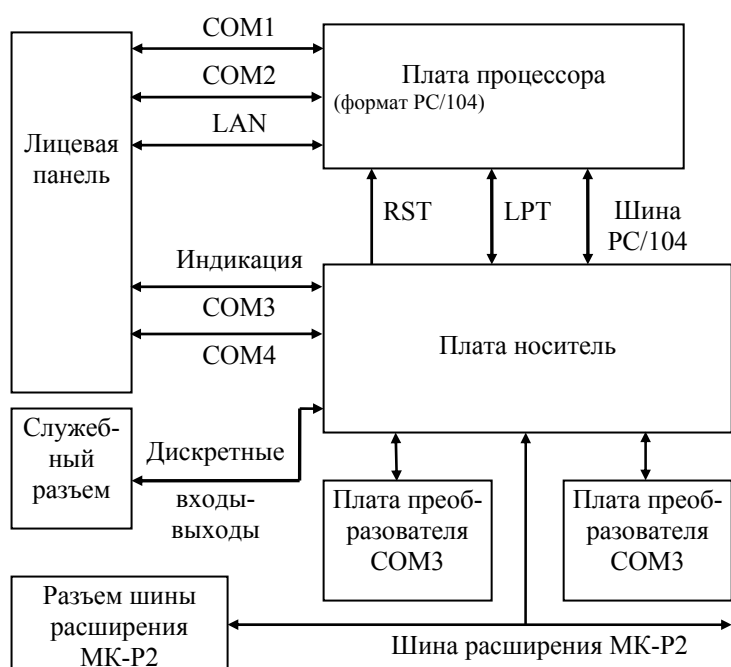 COM1
COM2
LAN
Лицевая
панель
Плата процессора
(формат PC/104)
RST
LPT
Шина
PC/104
Индикация
COM3
COM4
Плата носитель
Служеб-
ный
разъем
Дискретные
входы-
выходы
Плата преоб-
разователя
COM3
Плата преоб-
разователя
COM3
Разъем шины
расширения
МК-Р2
Шина расширения МК-Р2